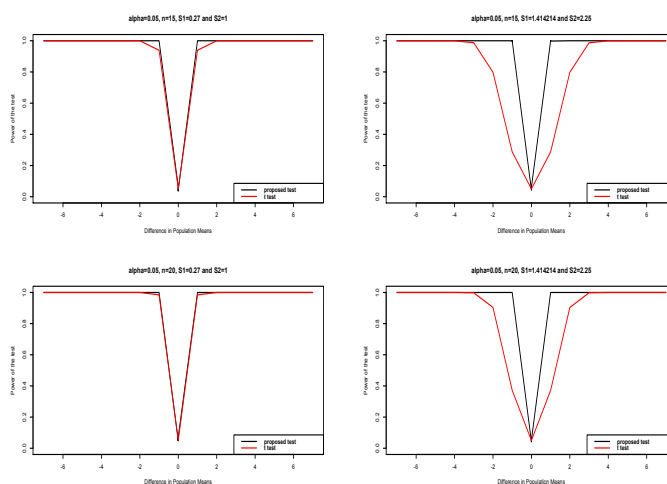 alpha=0.05, n=15, S1=0.27 and S2=1
Power of the test
0.0 0.2 0.4 0.6 0.8 1.0
proposed test
t test
-6 -4 -2 0 2 4 6
Difference in Population Means
alpha=0.05, n=15, S1=1.414214 and S2=2.25
Power of the test
0.0 0.2 0.4 0.6 0.8 1.0
proposed test
t test
-6 -4 -2 0 2 4 6
Difference in Population Means
alpha=0.05, n=20, S1=0.27 and S2=1
Power of the test
0.0 0.2 0.4 0.6 0.8 1.0
proposed test
t test
-6 -4 -2 0 2 4 6
Difference in Population Means
alpha=0.05, n=20, S1=1.414214 and S2=2.25
Power of the test
0.0 0.2 0.4 0.6 0.8 1.0
proposed test
t test
-6 -4 -2 0 2 4 6
Difference in Population Means